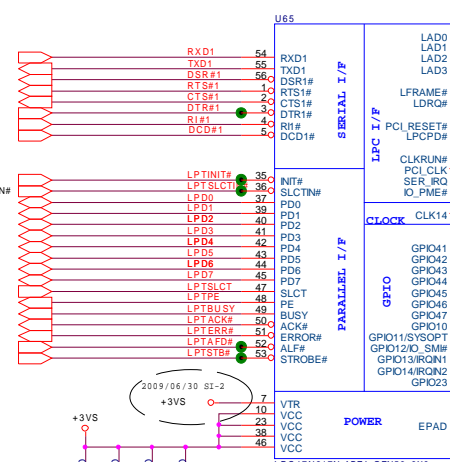 U65
RXD1 54 RXD1
TXD1 55 TXD1
DSR#1 56 DSR1#
RTS#1 1 RTS1#
CTS#1 2 CTS1#
DTR#1 3 DTR1#
RI#1 4 RI1#
DCD#1 5 DCD1#
SERIAL I/F
LPC I/F
LAD0
LAD1
LAD2
LAD3
LFRAME#
LDRQ#
PCI_RESET#
LPCPD#
CLKRUN#
PCI_CLK
SER_IRQ
IO_PME#
N#
LPTINIT# 35 INIT#
LPTSLCTIN# 36 SLCTIN#
LPD0 37 PD0
LPD1 39 PD1
LPD2 40 PD2
LPD3 41 PD3
LPD4 42 PD4
LPD5 43 PD5
LPD6 44 PD6
LPD7 45 PD7
LPTSLCT 47 SLCT
LPTPE 48 PE
LPTBUSY 49 BUSY
LPTACK# 50 ACK#
LPTERR# 51 ERROR#
LPTAFD# 52 ALF#
LPTSTB# 53 STROBE#
PARALLEL I/F
CLOCK CLK14
GPIO
GPIO41
GPIO42
GPIO43
GPIO44
GPIO45
GPIO46
GPIO47
GPIO10
GPIO11/SYSOPT
GPIO12/IO_SMI#
GPIO13/IRQIN1
GPIO14/IRQIN2
GPIO23
2009/06/30 SI-2
+3VS
+3VS
7 VTR
10 VCC
23 VCC
38 VCC
46 VCC
POWER
EPAD